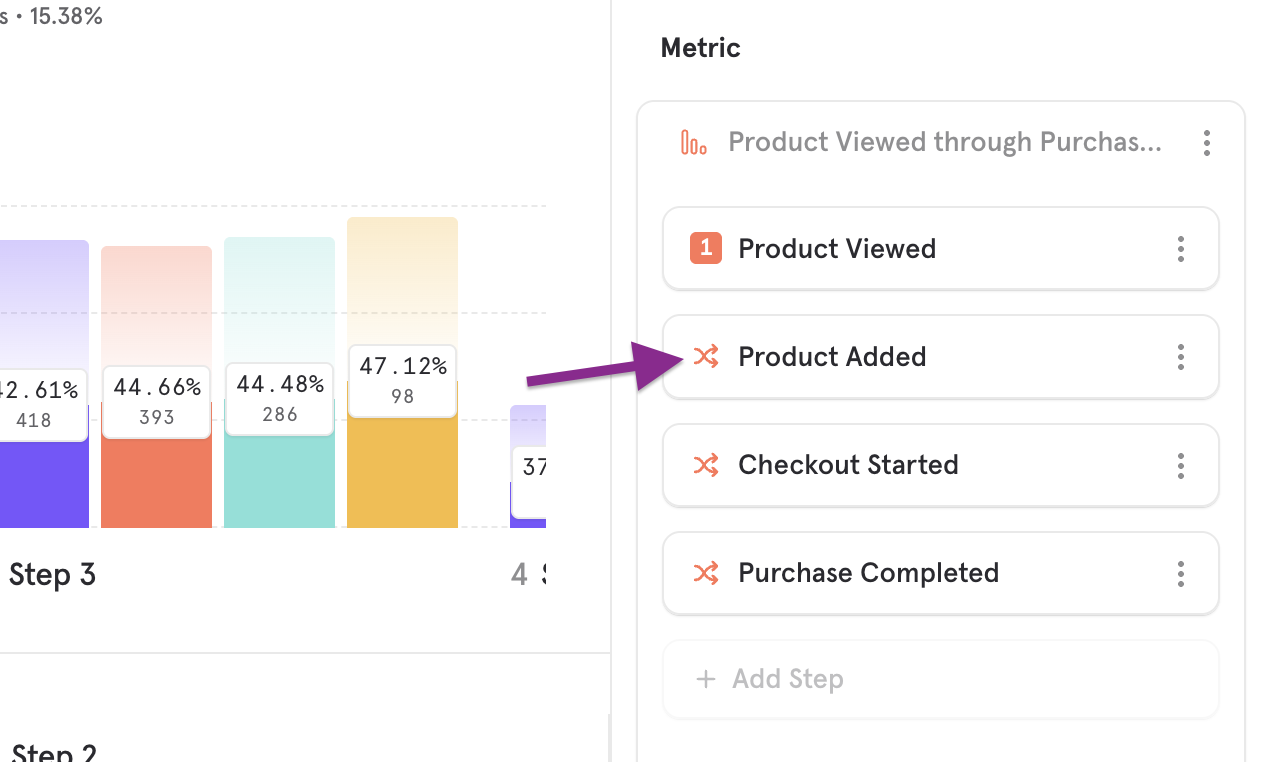 s • 15.38%
42.61%
418
44.66%
393
44.48%
286
47.12%
98
37
Step 3
4
Step 2
Metric
Product Viewed through Purchas...
1 Product Viewed
Product Added
Checkout Started
Purchase Completed
+ Add Step